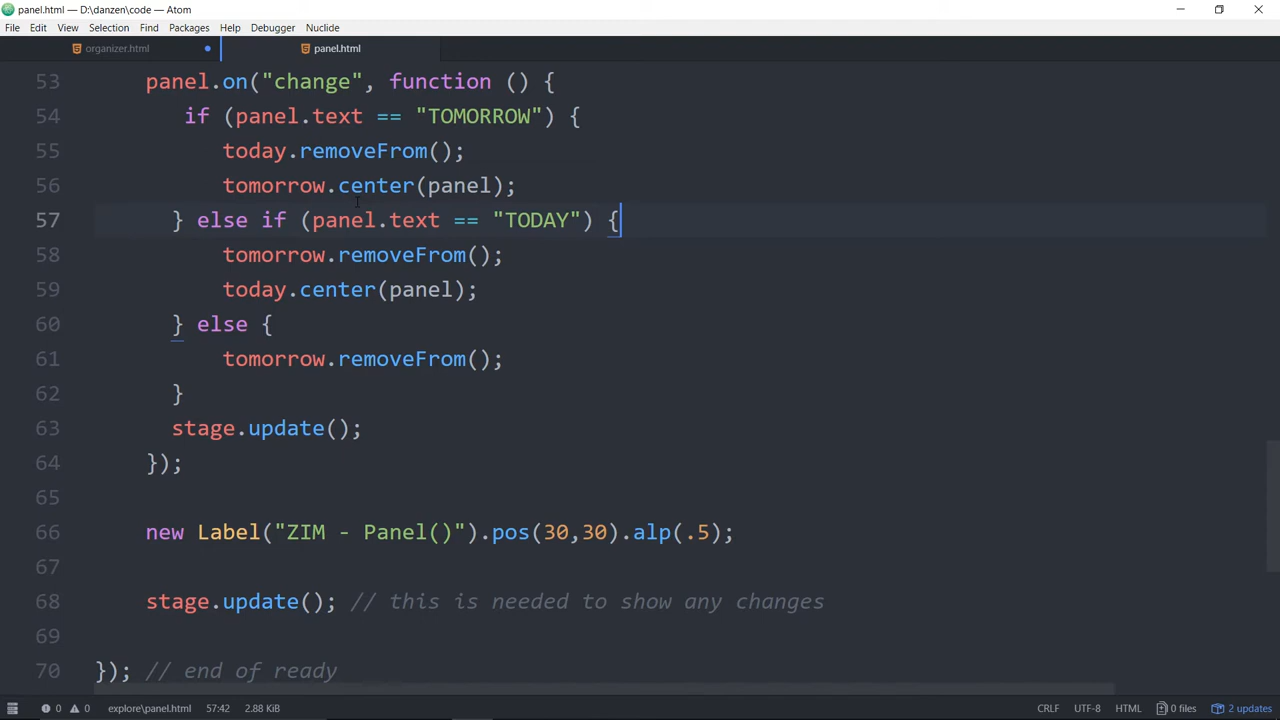 panel.html — D:\danzen\code — Atom
File Edit View Selection Find Packages Help Debugger Nuclide
organizer.html panel.html
53 panel.on("change", function () {
54 if (panel.text == "TOMORROW") {
55 today.removeFrom();
56 tomorrow.center(panel);
57 } else if (panel.text == "TODAY") {
58 tomorrow.removeFrom();
59 today.center(panel);
60 } else {
61 tomorrow.removeFrom();
62 }
63 stage.update();
64 });
65
66 new Label("ZIM - Panel()").pos(30,30).alp(.5);
67
68 stage.update(); // this is needed to show any changes
69
70 }); // end of ready
0 0 explore\panel.html 57:42 2.88 KiB CRLF UTF-8 HTML 0 files 2 updates